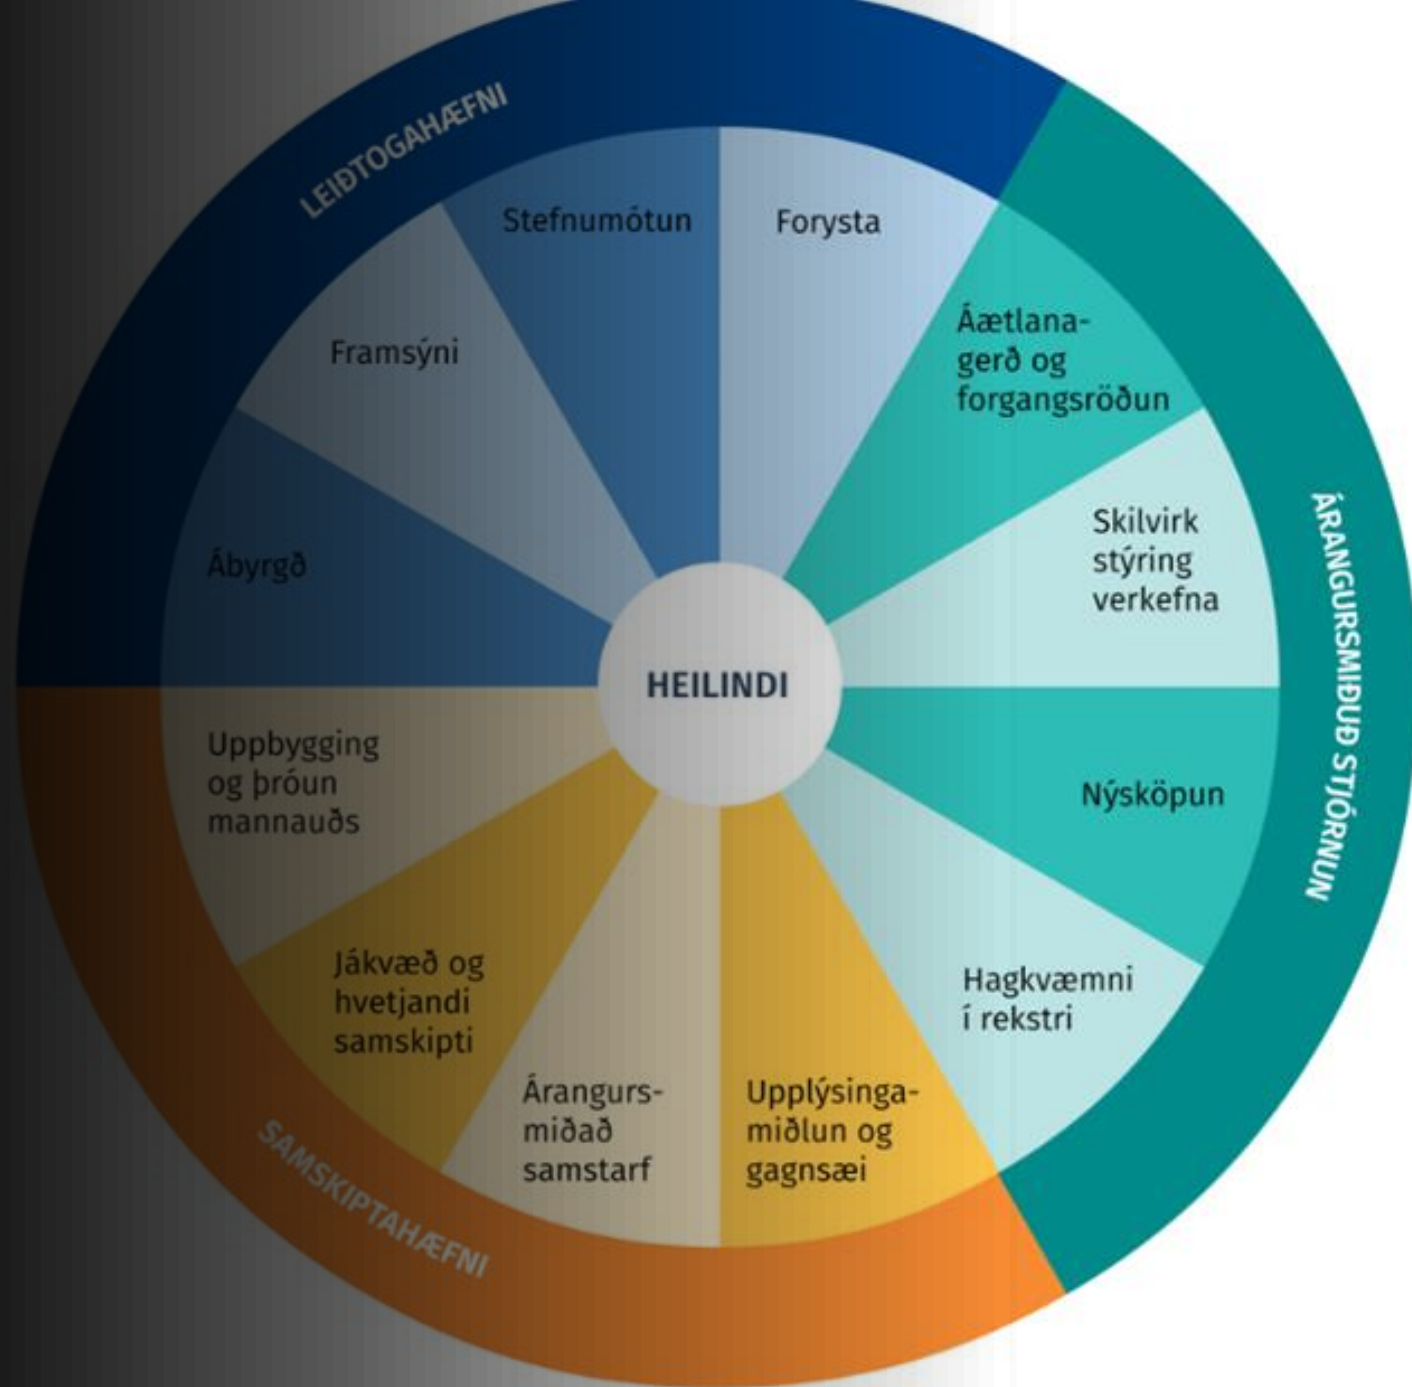 LEIÐTOGAHÆFNI
Stefnumótun
Forysta
Framsýni
Ábyrgð
Áætlana-
gerð og
forgangsröðun
Skilvirk
stýring
verkefna
ÁRANGURSMIÐUÐ STJÓRNUN
HEILINDI
Nýsköpun
Hagkvæmni
í rekstri
Uppbygging
og þróun
mannauðs
Jákvæð og
hvetjandi
samskipti
Árangurs-
miðað
samstarf
Upplýsinga-
miðlun og
gagnsæi
SAMSKIPTAHÆFNI